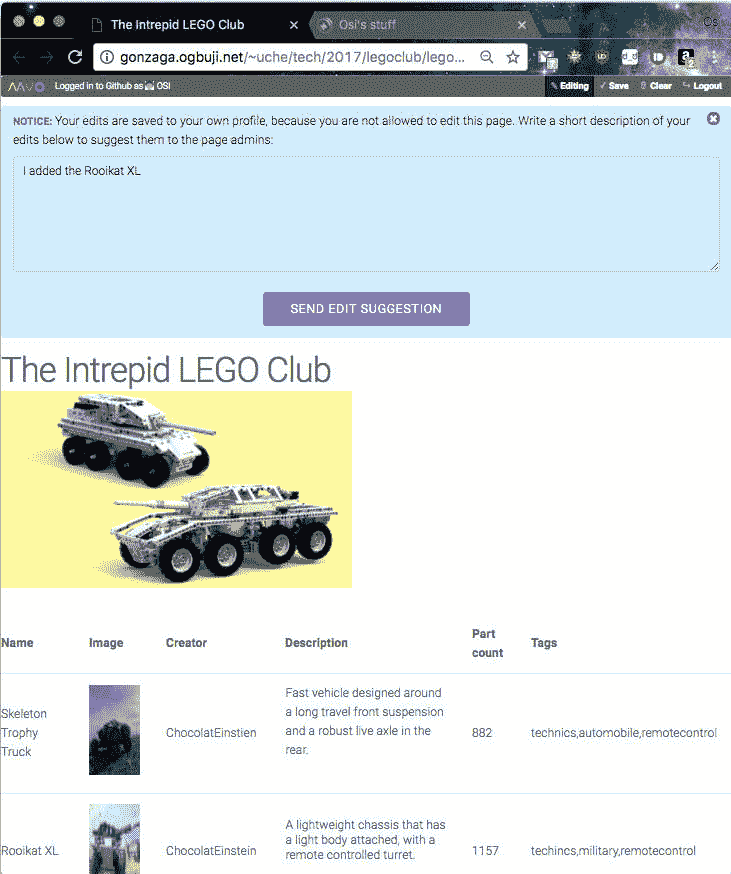 The Intrepid LEGO Club
Osi's stuff
Os
gonzaga.ogbuji.net/~uche/tech/2017/legoclub/lego...
Logged in to Github as OSI
Editing
Save
Clear
Logout
NOTICE: Your edits are saved to your own profile, because you are not allowed to edit this page. Write a short description of your
edits below to suggest them to the page admins:
I added the Rooikat XL
SEND EDIT SUGGESTION
The Intrepid LEGO Club
Name Image Creator Description Part count Tags
Skeleton Trophy Truck
ChocolatEinstien
Fast vehicle designed around
a long travel front suspension
and a robust live axle in the
rear.
882
technics,automobile,remotecontrol
Rooikat XL
ChocolatEinstein
A lightweight chassis that has
a light body attached, with a
remote controlled turret.
1157
techincs,military,remotecontrol